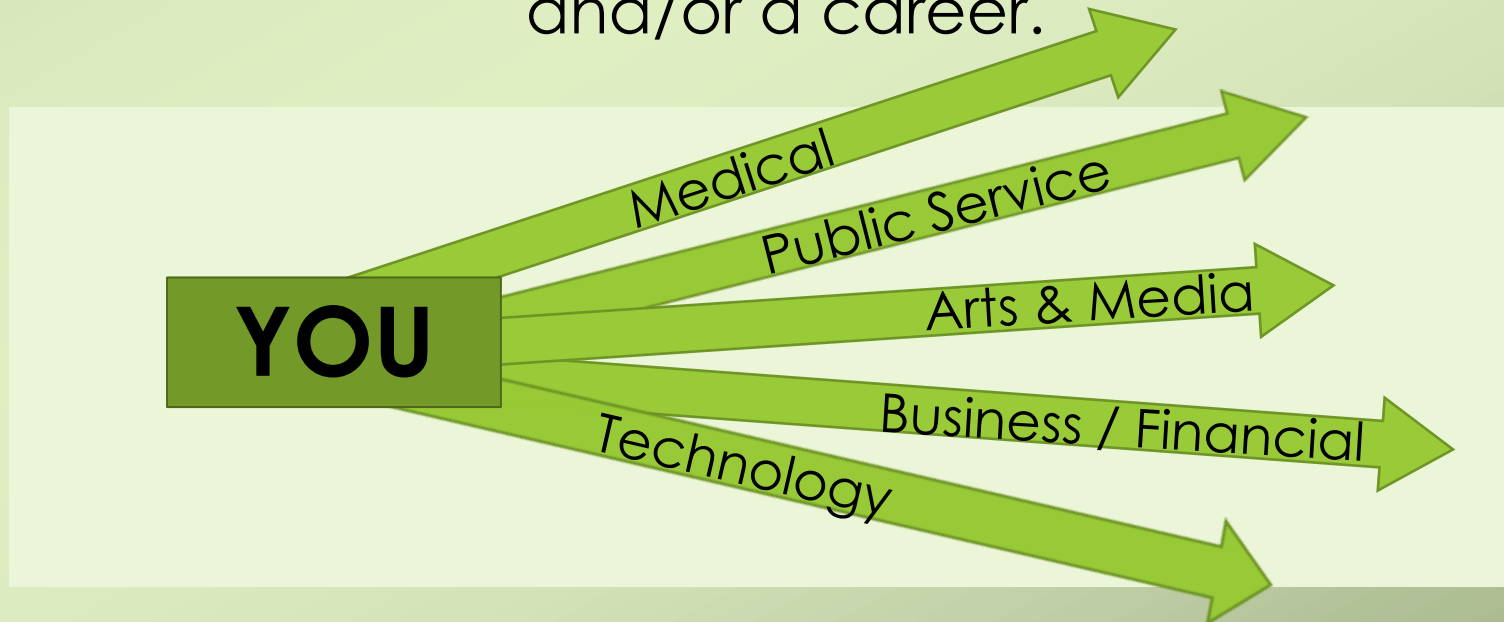 and/or a career.
Medical
Public Service
YOU
Arts & Media
Business / Financial
Technology